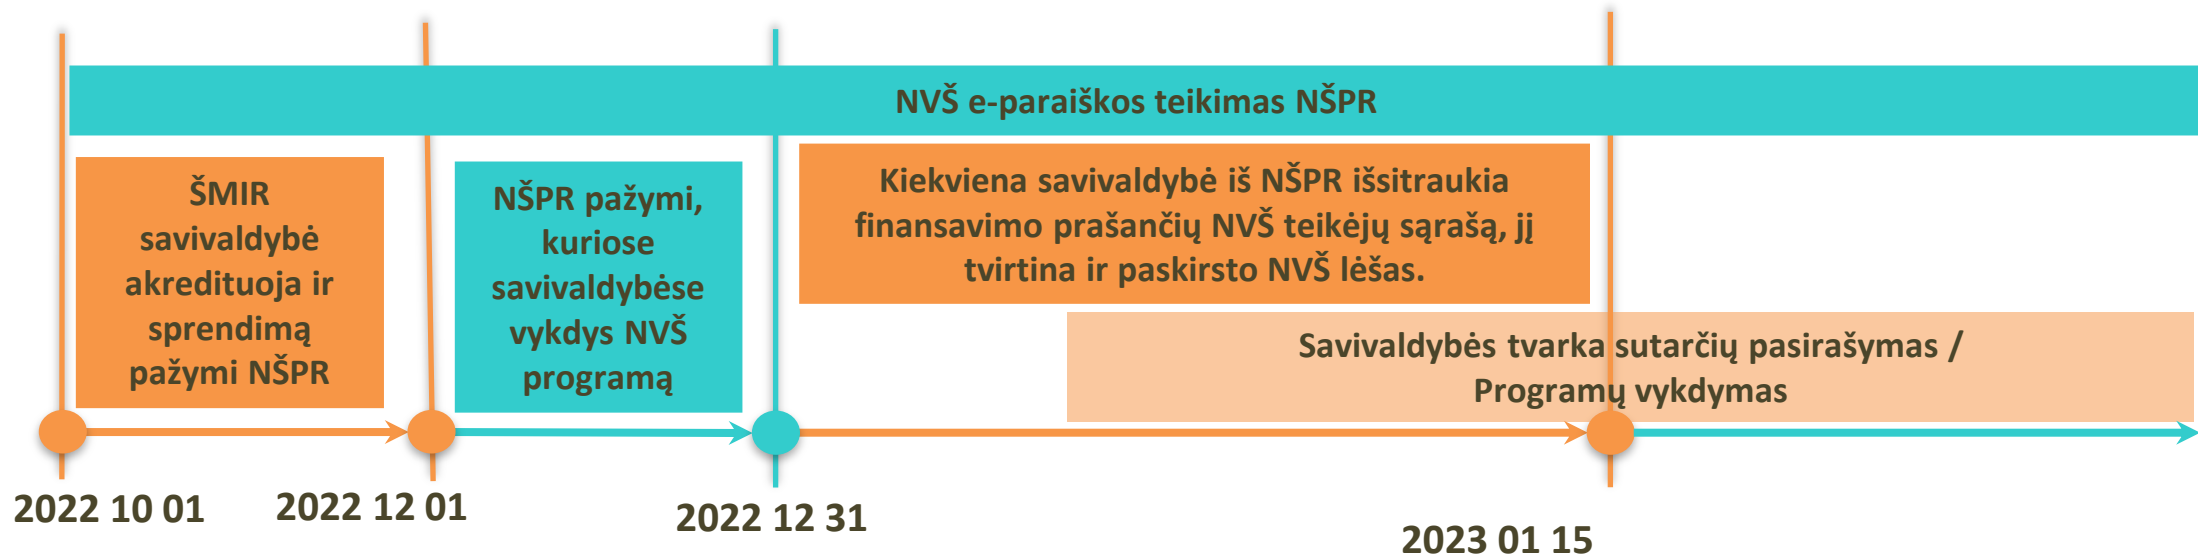 NVŠ e-paraiškos teikimas NŠPR
ŠMIR
savivaldybė
akredituoja ir
sprendimą
pažymi NŠPR
NŠPR pažymi,
kuriose
savivaldybėse
vykdys NVŠ
programą
Kiekviena savivaldybė iš NŠPR išsitraukia
finansavimo prašančių NVŠ teikėjų sąrašą, jį
tvirtina ir paskirsto NVŠ lėšas.
Savivaldybės tvarka sutarčių pasirašymas /
Programų vykdymas
2022 10 01
2022 12 01
2022 12 31
2023 01 15